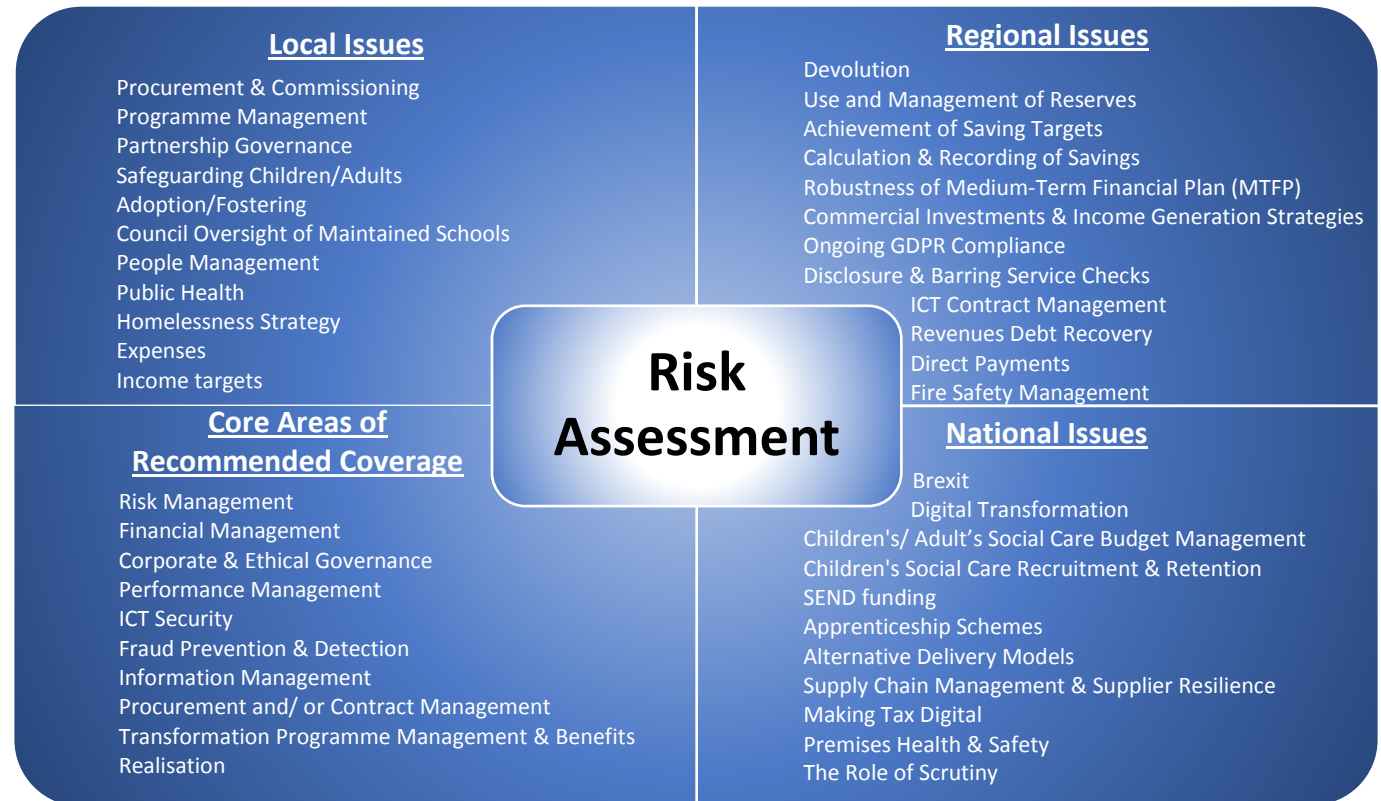 Local Issues
Procurement & Commissioning
Programme Management
Partnership Governance
Safeguarding Children/Adults
Adoption/Fostering
Council Oversight of Maintained Schools
People Management
Public Health
Homelessness Strategy
Expenses
Income targets
Regional Issues
Devolution
Use and Management of Reserves
Achievement of Saving Targets
Calculation & Recording of Savings
Robustness of Medium-Term Financial Plan (MTFP)
Commercial Investments & Income Generation Strategies
Ongoing GDPR Compliance
Disclosure & Barring Service Checks
ICT Contract Management
Revenues Debt Recovery
Direct Payments
Fire Safety Management
Risk
Assessment
Core Areas of
Recommended Coverage
Risk Management
Financial Management
Corporate & Ethical Governance
Performance Management
ICT Security
Fraud Prevention & Detection
Information Management
Procurement and/ or Contract Management
Transformation Programme Management & Benefits
Realisation
National Issues
Brexit
Digital Transformation
Children's/ Adult’s Social Care Budget Management
Children's Social Care Recruitment & Retention
SEND funding
Apprenticeship Schemes
Alternative Delivery Models
Supply Chain Management & Supplier Resilience
Making Tax Digital
Premises Health & Safety
The Role of Scrutiny